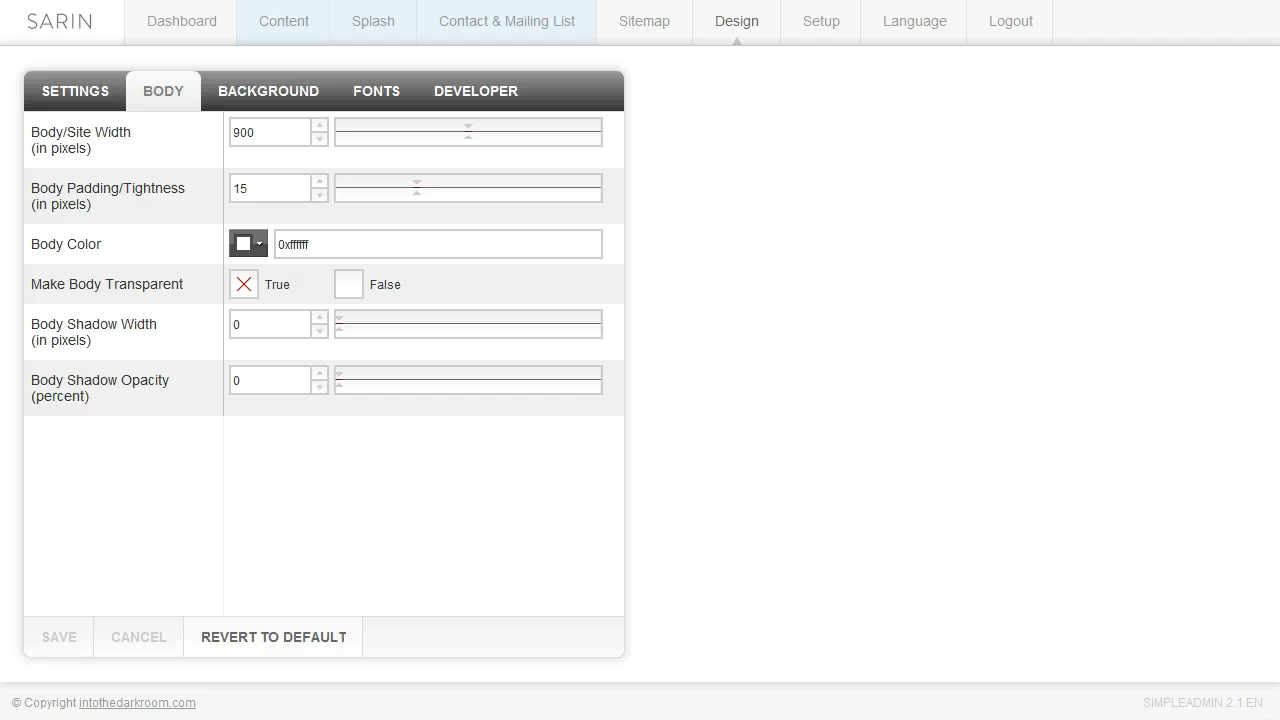 SARIN Dashboard Content Splash Contact & Mailing List Sitemap Design Setup Language Logout
SETTINGS BODY BACKGROUND FONTS DEVELOPER
Body/Site Width
(in pixels)
900
Body Padding/Tightness
(in pixels)
15
Body Color
0xffffff
Make Body Transparent True False
Body Shadow Width
(in pixels)
0
Body Shadow Opacity
(percent)
0
SAVE CANCEL REVERT TO DEFAULT
© Copyright intothedarkroom.com SIMPLEADMIN 2.1 EN